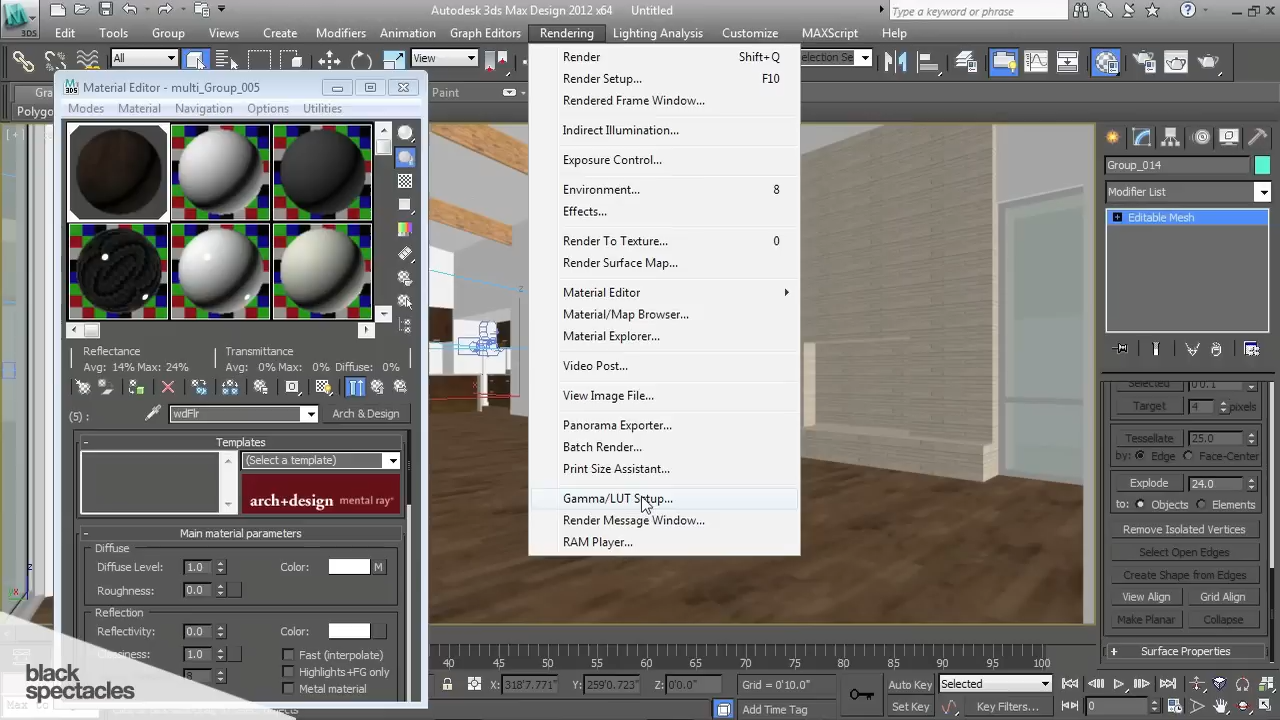 Autodesk 3ds Max Design 2012 x64 Untitled
Type a keyword or phrase
3DS
Edit Tools Group Views Create Modifiers Animation Graph Editors Rendering Lighting Analysis Customize MAXScript Help
All
View
Selection Se
Polygo
Paint
Material Editor - multi_Group_005
Modes Material Navigation Options Utilities
Reflectance
Avg: 14% Max: 24%
Transmittance
Avg: 0% Max: 0% Diffuse: 0%
(5) :
wdFlr
Arch & Design
Templates
(Select a template)
arch+design mental ray
Main material parameters
Diffuse
Diffuse Level: 1.0 Color: M
Roughness: 0.0
Reflection
Reflectivity: 0.0 Color:
Glossiness: 1.0 Fast (interpolate)
Highlights+FG only
Metal material
Render Shift+Q
Render Setup... F10
Rendered Frame Window...
Indirect Illumination...
Exposure Control...
Environment... 8
Effects...
Render To Texture... 0
Render Surface Map...
Material Editor
Material/Map Browser...
Material Explorer...
Video Post...
View Image File...
Panorama Exporter...
Batch Render...
Print Size Assistant...
Gamma/LUT Setup...
Render Message Window...
RAM Player...
Group_014
Modifier List
Editable Mesh
Selected
Target 4 pixels
Tessellate 25.0
by: Edge Face-Center
Explode 24.0
to: Objects Elements
Remove Isolated Vertices
Select Open Edges
Create Shape from Edges
View Align Grid Align
Make Planar Collapse
Surface Properties
40 45 50 55 60 65 70 75 80 85 90 95 100
X: 318'7.771" Y: 259'0.723" Z: 0'0.0" Grid = 0'10.0"
Add Time Tag
Auto Key Selected
Set Key Key Filters...
0
black
spectacles